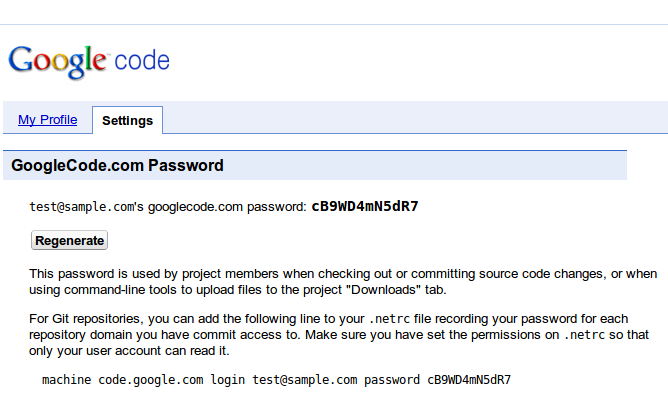 Google code
My Profile Settings
GoogleCode.com Password
test@sample.com's googlecode.com password: cB9WD4mN5dR7
Regenerate
This password is used by project members when checking out or committing source code changes, or when
using command-line tools to upload files to the project "Downloads" tab.
For Git repositories, you can add the following line to your .netrc file recording your password for each
repository domain you have commit access to. Make sure you have set the permissions on .netrc so that
only your user account can read it.
machine code.google.com login test@sample.com password cB9WD4mN5dR7